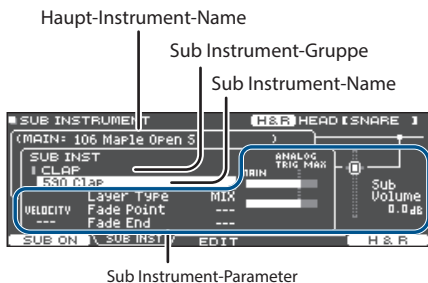 Haupt-Instrument-Name
Sub Instrument-Gruppe
Sub Instrument-Name
SUB INSTRUMENT H&R HEAD [SNARE ]
(MAIN: 106 Maple Open S )
SUB INST
CLAP
590 Clap
ANALOG
TRIG MAX
MAIN
Layer Type MIX
VELOCITY Fade Point ---
--- Fade End ---
Sub
Volume
0.0dB
SUB ON SUB INST EDIT H&R
Sub Instrument-Parameter